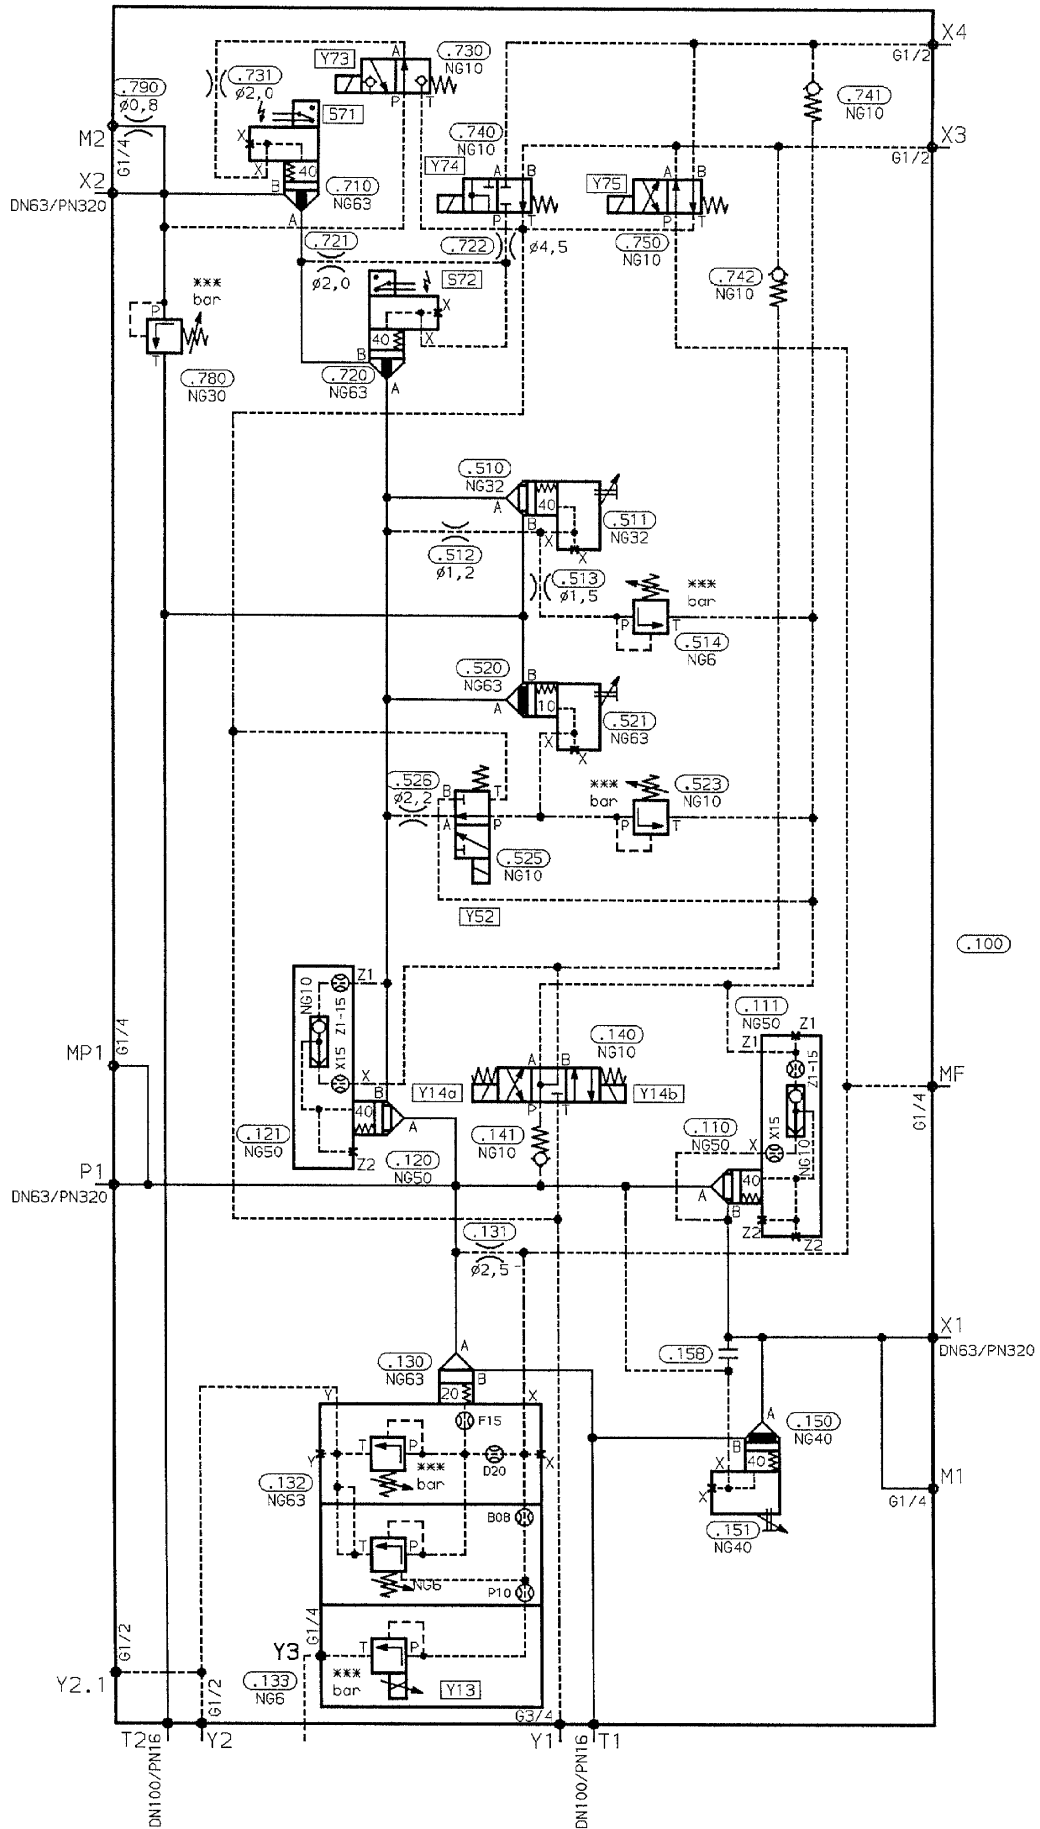 X4
G1/2
Y73
A
.730
NG10
P
T
.731
ø2,0
.790
ø0,8
M2
G1/4
S71
X
X
40
B
A
.710
NG63
.741
NG10
X3
G1/2
.740
NG10
Y74
A
B
P
T
Y75
A
B
P
T
X2
DN63/PN320
.721
ø2,0
.722
ø4,5
.750
NG10
.742
NG10
S72
X
X
40
B
A
.720
NG63
***
bar
P
T
.780
NG30
.510
NG32
A
40
B
X
X
.511
NG32
.512
ø1,2
.513
ø1,5
***
bar
P
T
.514
NG6
.520
NG63
B
A
10
X
X
.521
NG63
.526
ø2,2
B
T
A
P
.525
NG10
Y52
***
bar
P
T
.523
NG10
.100
NG10
Z1
Z1-15
X15
X
B
40
A
Z2
.121
NG50
.120
NG50
MP1
G1/4
P1
DN63/PN320
Y14a
A
B
P
T
.140
NG10
Y14b
.141
NG10
.111
NG50
Z1
Z1
Z1-15
X15
NG10
.110
NG50
X
A
40
B
Z2
Z2
MF
G1/4
.131
ø2,5
X1
DN63/PN320
.158
.130
NG63
A
B
20
Y
X
F15
Y
T
P
***
bar
D20
X
.132
NG63
B08
T
P
NG6
P10
A
B
40
.150
NG40
X
X
.151
NG40
M1
G1/4
G1/4
Y3
T
P
***
bar
Y13
.133
NG6
G1/2
Y2.1
G1/2
G3/4
T2
DN100/PN16
Y2
Y1
DN100/PN16
T1